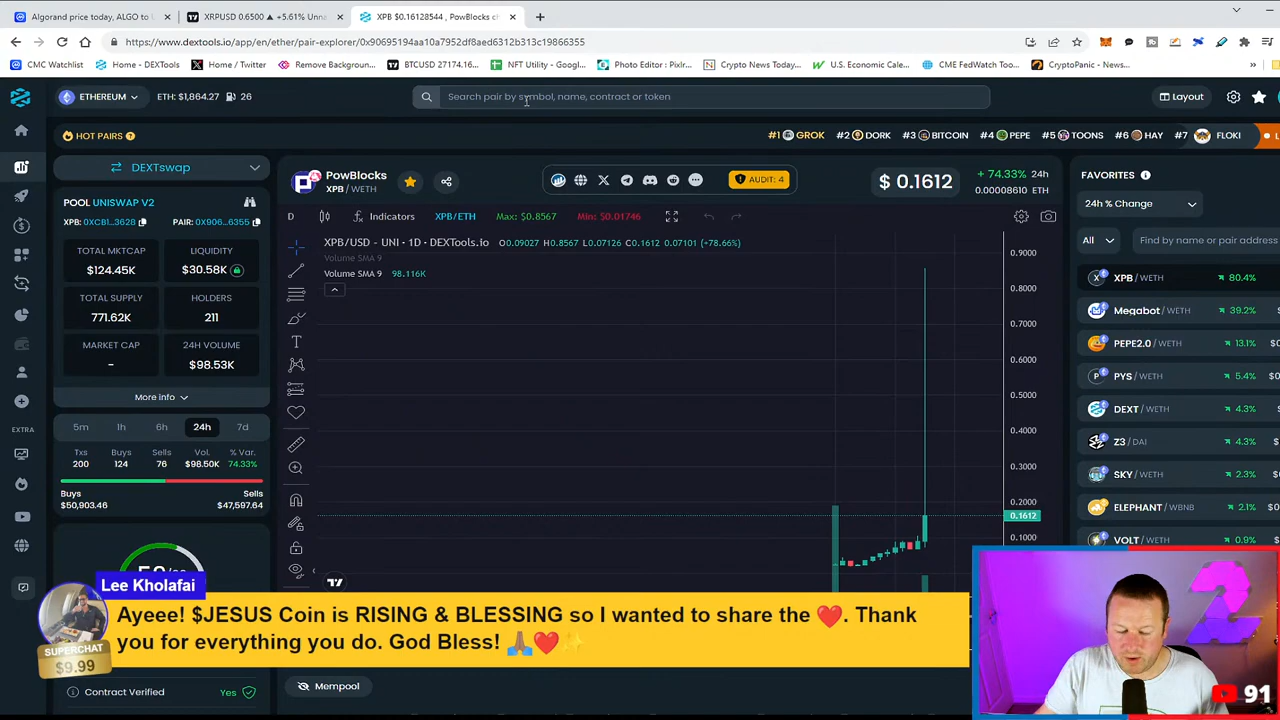 Algorand price today, ALGO to U
XRPUSD 0.6500 ▲ +5.61% Unna
XPB $0.16128544 , PowBlocks ch
https://www.dextools.io/app/en/ether/pair-explorer/0x90695194aa10a7952df8aed6312b313c19866355
CMC Watchlist
Home - DEXTools
Home / Twitter
Remove Backgroun...
BTCUSD 27174.16...
NFT Utility - Googl...
Photo Editor : Pixlr...
Crypto News Today...
U.S. Economic Cale...
CME FedWatch Too...
CryptoPanic - New...
ETHEREUM
ETH: $1,864.27
26
Search pair by symbol, name, contract or token
Layout
HOT PAIRS
#1 GROK
#2 DORK
#3 BITCOIN
#4 PEPE
#5 TOONS
#6 HAY
#7 FLOKI
DEXTswap
PowBlocks
XPB / WETH
AUDIT: 4
$ 0.1612
+ 74.33% 24h
0.00008610 ETH
FAVORITES
24h % Change
All
Find by name or pair address
POOL UNISWAP V2
XPB: 0XCB1...3628
PAIR: 0X906...6355
TOTAL MKTCAP
$124.45K
LIQUIDITY
$30.58K
TOTAL SUPPLY
771.62K
HOLDERS
211
MARKET CAP
-
24H VOLUME
$98.53K
More info
5m
1h
6h
24h
7d
Txs
200
Buys
124
Sells
76
Vol.
$98.50K
% Var.
74.33%
Buys
$50,903.46
Sells
$47,597.64
Contract Verified
Yes
D
Indicators
XPB/ETH
Max: $0.8567
Min: $0.01746
XPB/USD - UNI · 1D · DEXTools.io
O0.09027 H0.8567 L0.07126 C0.1612 0.07101 (+78.66%)
Volume SMA 9
Volume SMA 9 98.116K
0.9000
0.8000
0.7000
0.6000
0.5000
0.4000
0.3000
0.2000
0.1612
0.1000
XPB / WETH 80.4%
Megabot / WETH 39.2%
PEPE2.0 / WETH 13.1%
PYS / WETH 5.4%
DEXT / WETH 4.3%
Z3 / DAI 4.3%
SKY / WETH 2.3%
ELEPHANT / WBNB 2.1%
VOLT / WETH 0.9%
Mempool
Lee Kholafai
Ayeee! $JESUS Coin is RISING & BLESSING so I wanted to share the ❤️. Thank
you for everything you do. God Bless! 🙏🏽❤️✨
SUPERCHAT
$9.99
91